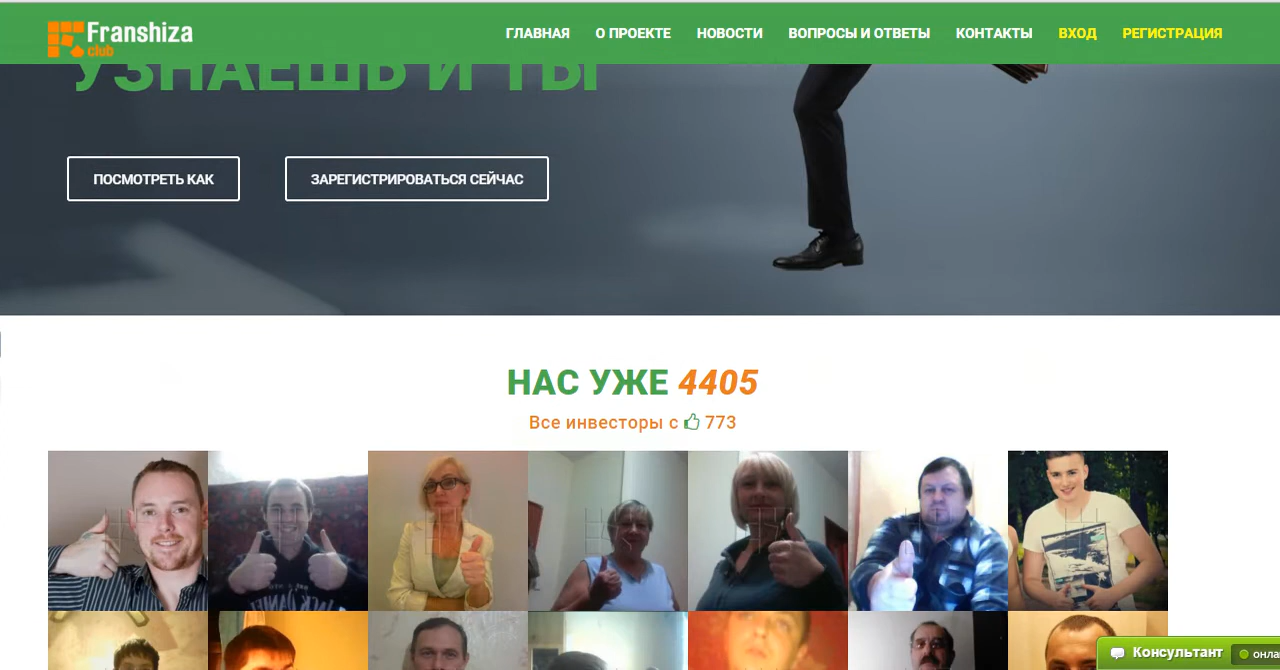 Franshiza
club
ГЛАВНАЯ О ПРОЕКТЕ НОВОСТИ ВОПРОСЫ И ОТВЕТЫ КОНТАКТЫ ВХОД РЕГИСТРАЦИЯ
УЗНАЕШЬ И ТЫ
ПОСМОТРЕТЬ КАК ЗАРЕГИСТРИРОВАТЬСЯ СЕЙЧАС
НАС УЖЕ 4405
Все инвесторы с 773
Консультант онла